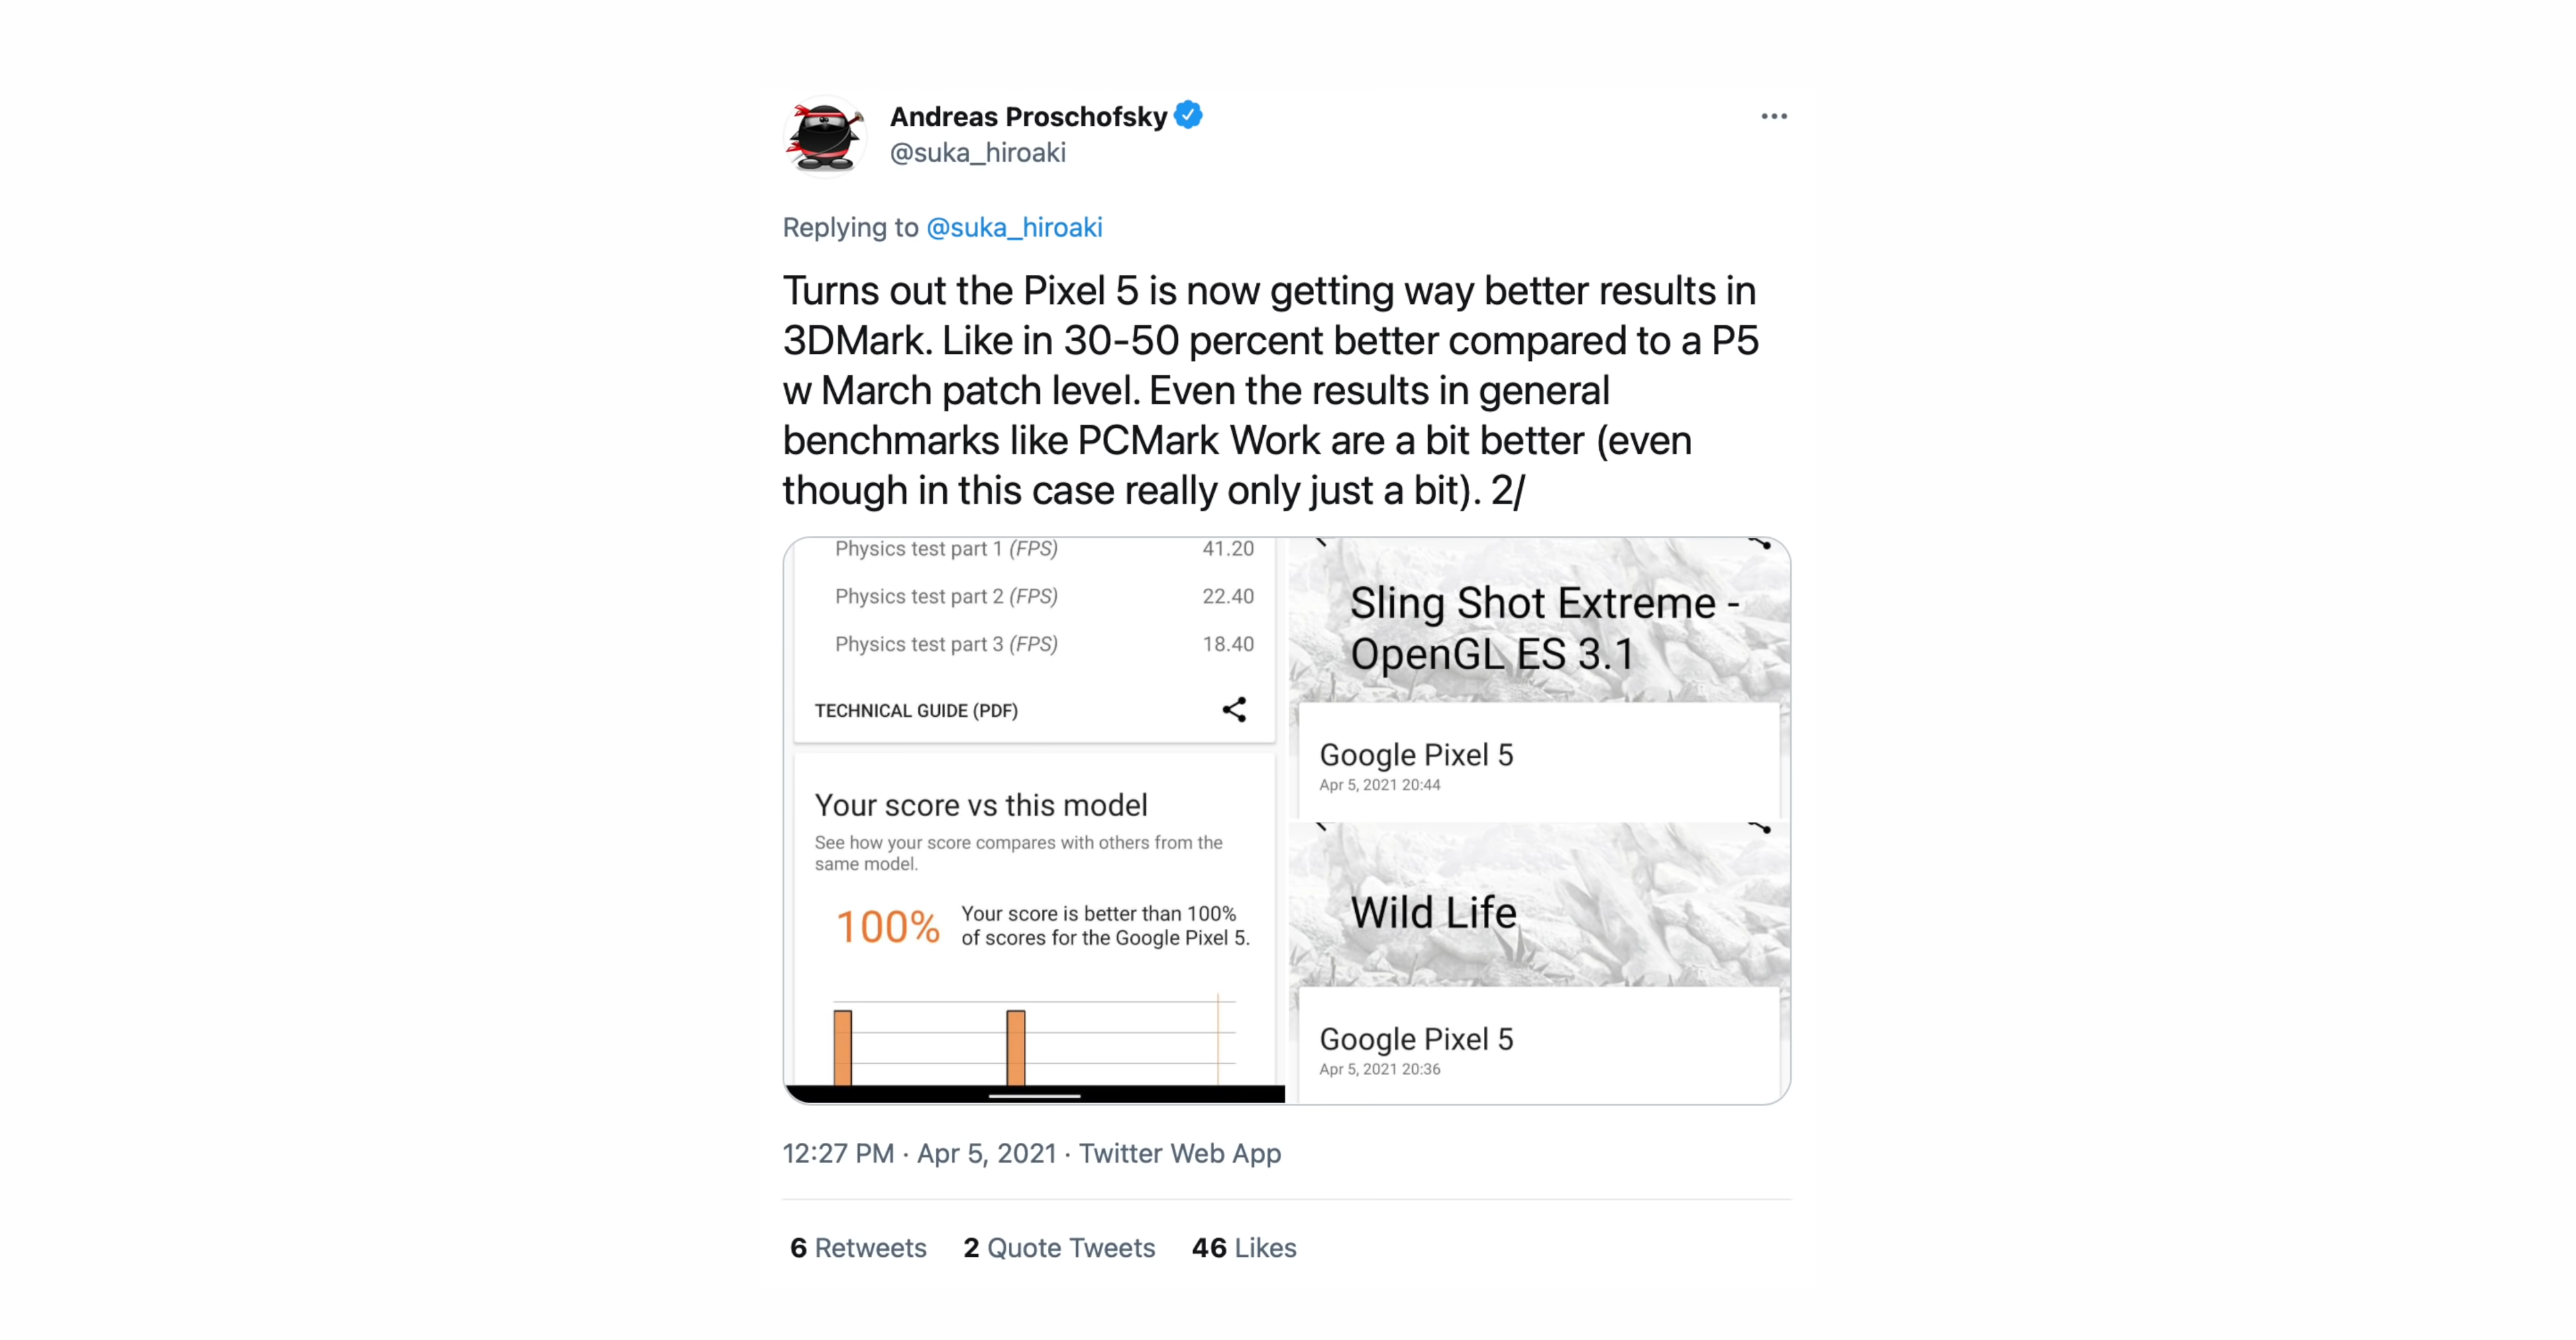 Andreas Proschofsky
@suka_hiroaki
Replying to @suka_hiroaki
Turns out the Pixel 5 is now getting way better results in
3DMark. Like in 30-50 percent better compared to a P5
w March patch level. Even the results in general
benchmarks like PCMark Work are a bit better (even
though in this case really only just a bit). 2/
Physics test part 1 (FPS) 41.20
Physics test part 2 (FPS) 22.40
Physics test part 3 (FPS) 18.40
TECHNICAL GUIDE (PDF)
Your score vs this model
See how your score compares with others from the
same model.
100%
Your score is better than 100%
of scores for the Google Pixel 5.
Sling Shot Extreme -
OpenGL ES 3.1
Google Pixel 5
Apr 5, 2021 20:44
Wild Life
Google Pixel 5
Apr 5, 2021 20:36
12:27 PM · Apr 5, 2021 · Twitter Web App
6 Retweets 2 Quote Tweets 46 Likes